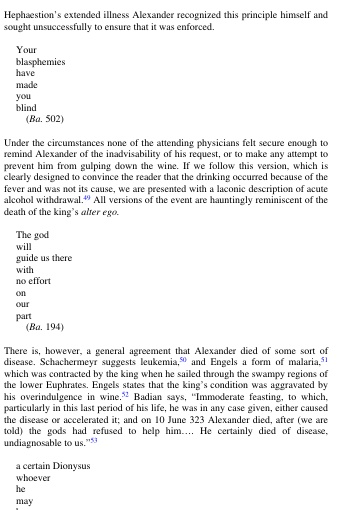 Hephaestion's extended illness Alexander recognized this principle himself and
sought unsuccessfully to ensure that it was enforced.
Your
blasphemies
have
made
you
blind
(Ba. 502)
Under the circumstances none of the attending physicians felt secure enough to
remind Alexander of the inadvisability of his request, or to make any attempt to
prevent him from gulping down the wine. If we follow this version, which is
clearly designed to convince the reader that the drinking occurred because of the
fever and was not its cause, we are presented with a laconic description of acute
alcohol withdrawal.49 All versions of the event are hauntingly reminiscent of the
death of the king's alter ego.
The god
will
guide us there
with
no effort
on
our
part
(Ba. 194)
There is, however, a general agreement that Alexander died of some sort of
disease. Schachermeyr suggests leukemia,50 and Engels a form of malaria,51
which was contracted by the king when he sailed through the swampy regions of
the lower Euphrates. Engels states that the king's condition was aggravated by
his overindulgence in wine.52 Badian says, “Immoderate feasting, to which,
particularly in this last period of his life, he was in any case given, either caused
the disease or accelerated it; and on 10 June 323 Alexander died, after (we are
told) the gods had refused to help him…. He certainly died of disease,
undiagnosable to us.”53
a certain Dionysus
whoever
he
may